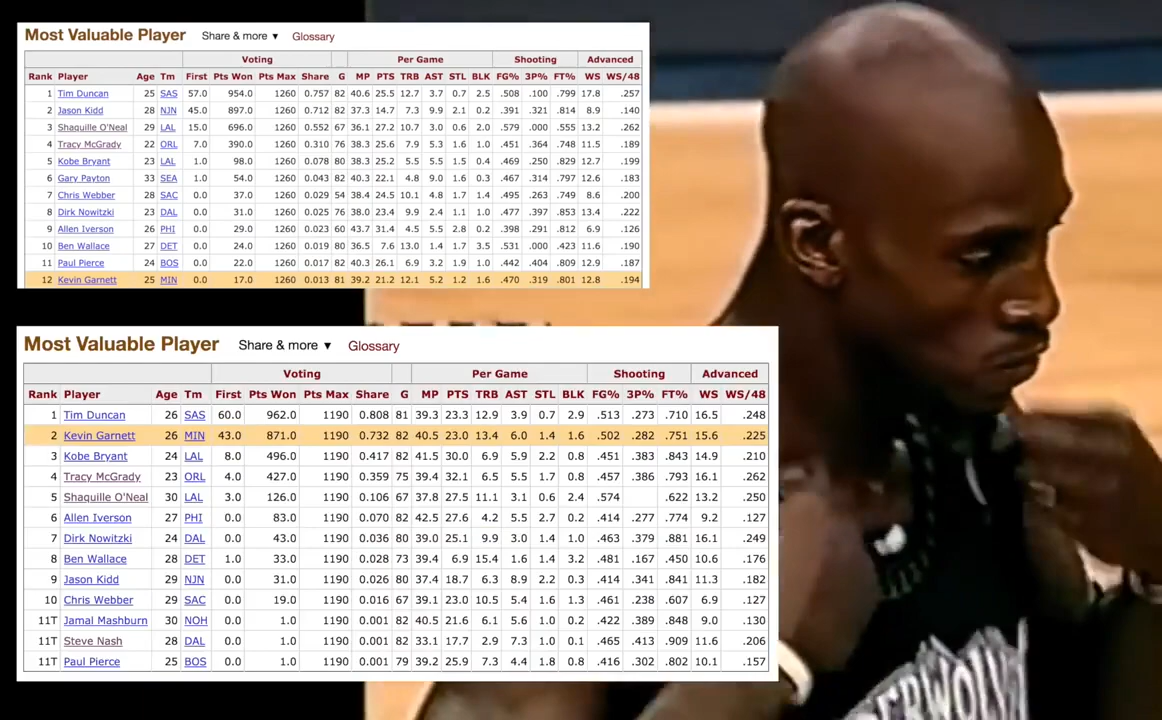 Most Valuable Player Share & more ▼ Glossary
Voting Per Game Shooting Advanced
Rank Player Age Tm First Pts Won Pts Max Share G MP PTS TRB AST STL BLK FG% 3P% FT% WS WS/48
1 Tim Duncan 25 SAS 57.0 954.0 1260 0.757 82 40.6 25.5 12.7 3.7 0.7 2.5 .508 .100 .799 17.8 .257
2 Jason Kidd 28 NJN 45.0 897.0 1260 0.712 82 37.3 14.7 7.3 9.9 2.1 0.2 .391 .321 .814 8.9 .140
3 Shaquille O'Neal 29 LAL 15.0 696.0 1260 0.552 67 36.1 27.2 10.7 3.0 0.6 2.0 .579 .000 .555 13.2 .262
4 Tracy McGrady 22 ORL 7.0 390.0 1260 0.310 76 38.3 25.6 7.9 5.3 1.6 1.0 .451 .364 .748 11.5 .189
5 Kobe Bryant 23 LAL 1.0 98.0 1260 0.078 80 38.3 25.2 5.5 5.5 1.5 0.4 .469 .250 .829 12.7 .199
6 Gary Payton 33 SEA 1.0 54.0 1260 0.043 82 40.3 22.1 4.8 9.0 1.6 0.3 .467 .314 .797 12.6 .183
7 Chris Webber 28 SAC 0.0 37.0 1260 0.029 54 38.4 24.5 10.1 4.8 1.7 1.4 .495 .263 .749 8.6 .200
8 Dirk Nowitzki 23 DAL 0.0 31.0 1260 0.025 76 38.0 23.4 9.9 2.4 1.1 1.0 .477 .397 .853 13.4 .222
9 Allen Iverson 26 PHI 0.0 29.0 1260 0.023 60 43.7 31.4 4.5 5.5 2.8 0.2 .398 .291 .812 6.9 .126
10 Ben Wallace 27 DET 0.0 24.0 1260 0.019 80 36.5 7.6 13.0 1.4 1.7 3.5 .531 .000 .423 11.6 .190
11 Paul Pierce 24 BOS 0.0 22.0 1260 0.017 82 40.3 26.1 6.9 3.2 1.9 1.0 .442 .404 .809 12.9 .187
12 Kevin Garnett 25 MIN 0.0 17.0 1260 0.013 81 39.2 21.2 12.1 5.2 1.2 1.6 .470 .319 .801 12.8 .194
Most Valuable Player Share & more ▼ Glossary
Voting Per Game Shooting Advanced
Rank Player Age Tm First Pts Won Pts Max Share G MP PTS TRB AST STL BLK FG% 3P% FT% WS WS/48
1 Tim Duncan 26 SAS 60.0 962.0 1190 0.808 81 39.3 23.3 12.9 3.9 0.7 2.9 .513 .273 .710 16.5 .248
2 Kevin Garnett 26 MIN 43.0 871.0 1190 0.732 82 40.5 23.0 13.4 6.0 1.4 1.6 .502 .282 .751 15.6 .225
3 Kobe Bryant 24 LAL 8.0 496.0 1190 0.417 82 41.5 30.0 6.9 5.9 2.2 0.8 .451 .383 .843 14.9 .210
4 Tracy McGrady 23 ORL 4.0 427.0 1190 0.359 75 39.4 32.1 6.5 5.5 1.7 0.8 .457 .386 .793 16.1 .262
5 Shaquille O'Neal 30 LAL 3.0 126.0 1190 0.106 67 37.8 27.5 11.1 3.1 0.6 2.4 .574 .622 13.2 .250
6 Allen Iverson 27 PHI 0.0 83.0 1190 0.070 82 42.5 27.6 4.2 5.5 2.7 0.2 .414 .277 .774 9.2 .127
7 Dirk Nowitzki 24 DAL 0.0 43.0 1190 0.036 80 39.0 25.1 9.9 3.0 1.4 1.0 .463 .379 .881 16.1 .249
8 Ben Wallace 28 DET 1.0 33.0 1190 0.028 73 39.4 6.9 15.4 1.6 1.4 3.2 .481 .167 .450 10.6 .176
9 Jason Kidd 29 NJN 0.0 31.0 1190 0.026 80 37.4 18.7 6.3 8.9 2.2 0.3 .414 .341 .841 11.3 .182
10 Chris Webber 29 SAC 0.0 19.0 1190 0.016 67 39.1 23.0 10.5 5.4 1.6 1.3 .461 .238 .607 6.9 .127
11T Jamal Mashburn 30 NOH 0.0 1.0 1190 0.001 82 40.5 21.6 6.1 5.6 1.0 0.2 .422 .389 .848 9.0 .130
11T Steve Nash 28 DAL 0.0 1.0 1190 0.001 82 33.1 17.7 2.9 7.3 1.0 0.1 .465 .413 .909 11.6 .206
11T Paul Pierce 25 BOS 0.0 1.0 1190 0.001 79 39.2 25.9 7.3 4.4 1.8 0.8 .416 .302 .802 10.1 .157